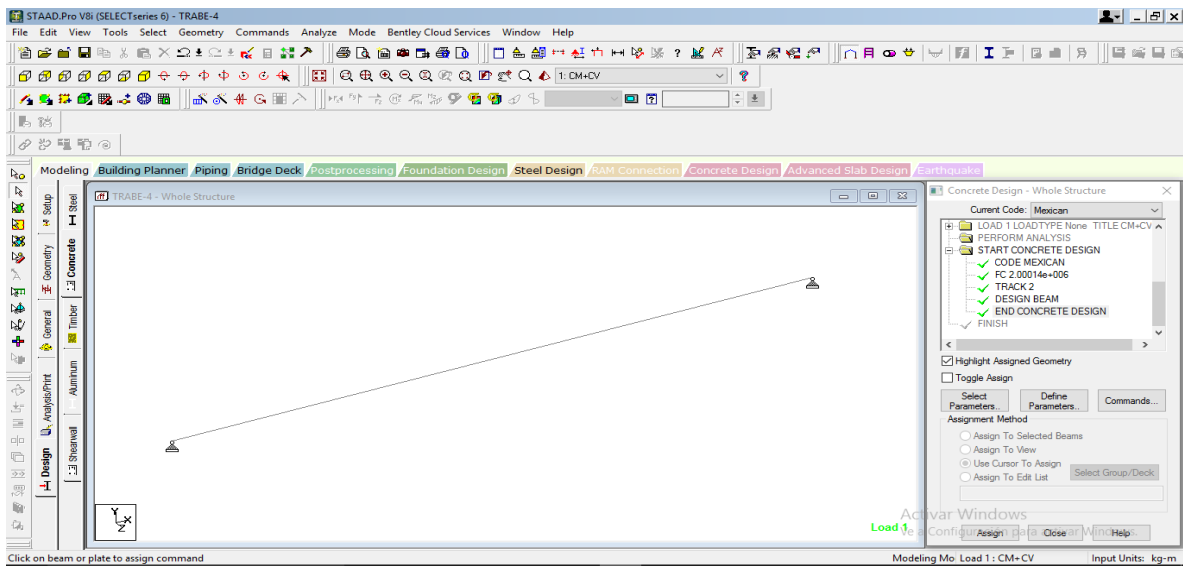 STAAD.Pro V8i (SELECTseries 6) - TRABE-4
File Edit View Tools Select Geometry Commands Analyze Mode Bentley Cloud Services Window Help
1: CM+CV
Modeling Building Planner Piping Bridge Deck Postprocessing Foundation Design Steel Design RAM Connection Concrete Design Advanced Slab Design Earthquake
Setup
Geometry
General
Analysis/Print
Design
Steel
Concrete
Timber
Aluminum
Shearwall
TRABE-4 - Whole Structure
Y
X
Z
Load 1
Concrete Design - Whole Structure
Current Code: Mexican
LOAD 1 LOADTYPE None TITLE CM+CV
PERFORM ANALYSIS
START CONCRETE DESIGN
CODE MEXICAN
FC 2.00014e+006
TRACK 2
DESIGN BEAM
END CONCRETE DESIGN
FINISH
Highlight Assigned Geometry
Toggle Assign
Select Parameters..
Define Parameters..
Commands...
Assignment Method
Assign To Selected Beams
Assign To View
Use Cursor To Assign
Assign To Edit List
Select Group/Deck
Activar Windows
Ve a Configuración para activar Windows.
Assign Close Help
Click on beam or plate to assign command
Modeling Mo Load 1 : CM+CV Input Units: kg-m